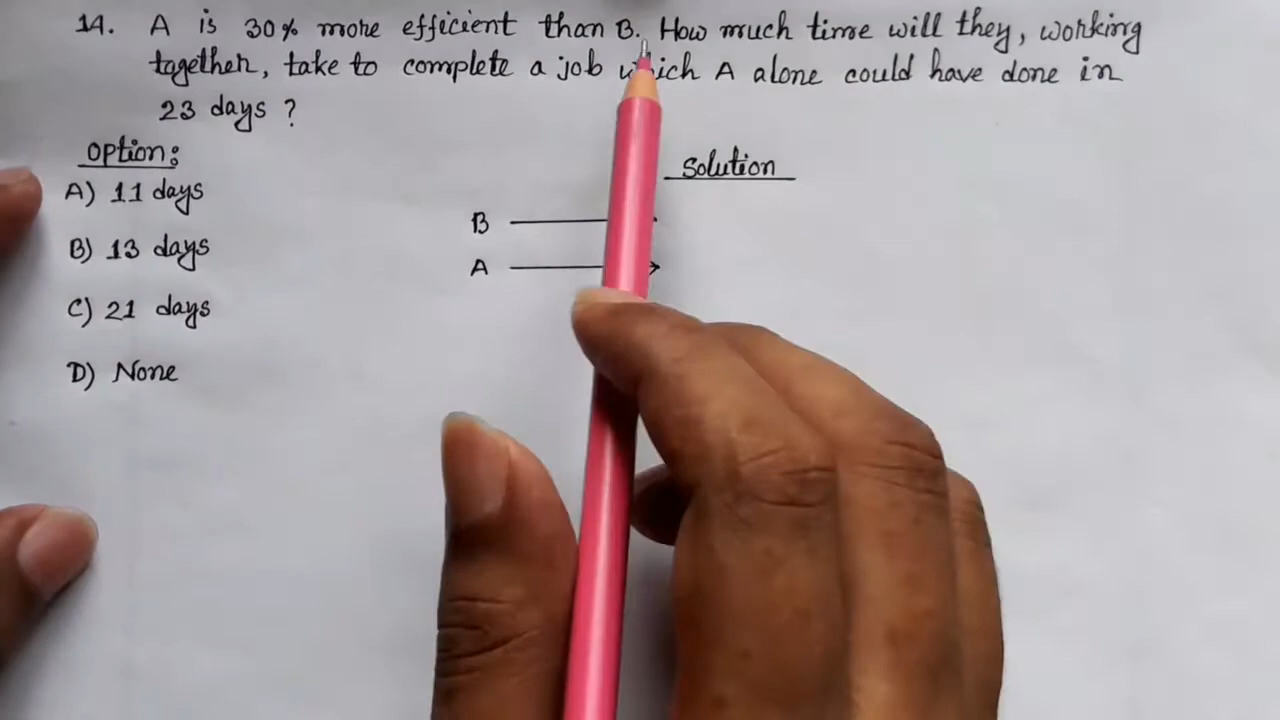 14. A is 30% more efficient than B. How much time will they, working
together, take to complete a job which A alone could have done in
23 days ?
Option:
A) 11 days
B) 13 days
C) 21 days
D) None
Solution
B
A